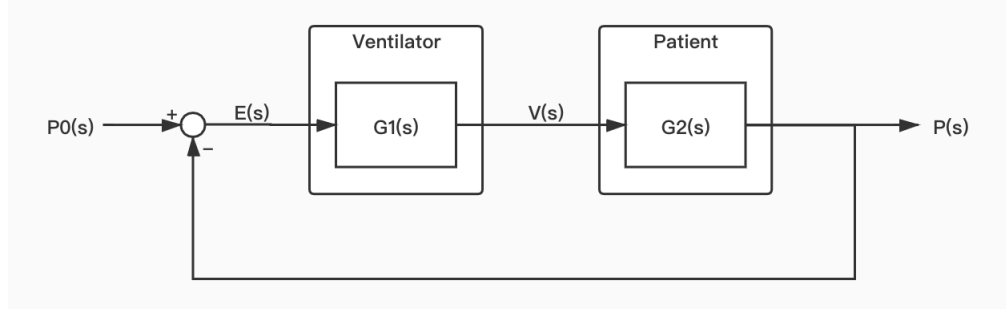 Ventilator
Patient
P0(s)
+
E(s)
G1(s)
V(s)
G2(s)
P(s)
−